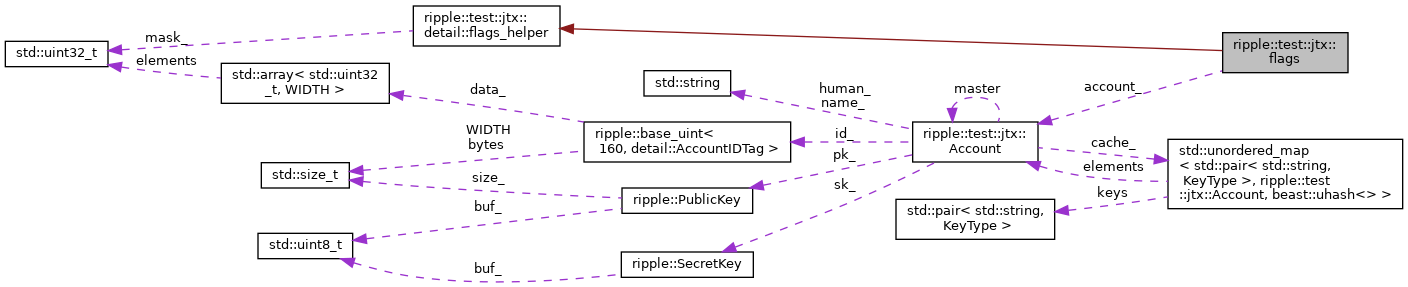 ripple::test::jtx::
detail::flags_helper
mask_
std::uint32_t
elements
std::array< std::uint32
_t, WIDTH >
ripple::test::jtx::
flags
std::string
human_
name_
master
account_
data_
WIDTH
bytes
ripple::base_uint<
160, detail::AccountIDTag >
id_
ripple::test::jtx::
Account
cache_
elements
keys
std::unordered_map
< std::pair< std::string,
KeyType >, ripple::test
::jtx::Account, beast::uhash<> >
std::size_t
size_
pk_
sk_
ripple::PublicKey
buf_
std::pair< std::string,
KeyType >
std::uint8_t
ripple::SecretKey
buf_